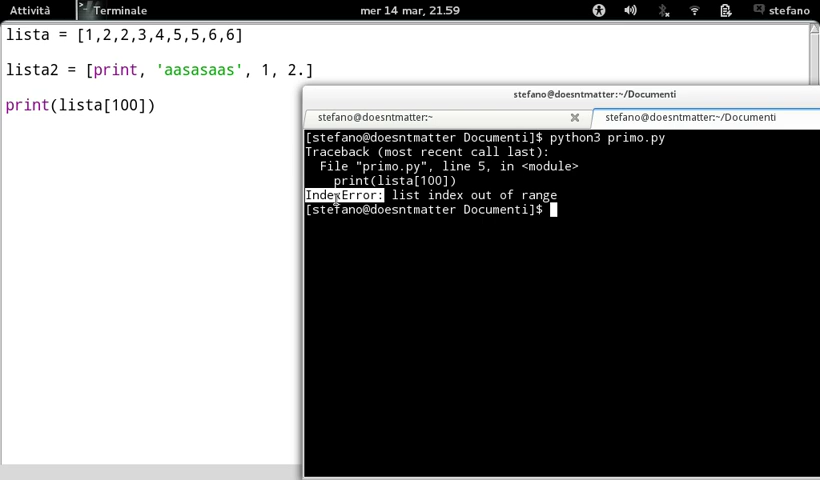 Attività
Terminale
mer 14 mar, 21.59
stefano
lista = [1,2,2,3,4,5,5,6,6]
lista2 = [print, 'aasasaas', 1, 2.]
print(lista[100])
stefano@doesntmatter:~/Documenti
stefano@doesntmatter:~
stefano@doesntmatter:~/Documenti
[stefano@doesntmatter Documenti]$ python3 primo.py
Traceback (most recent call last):
  File "primo.py", line 5, in <module>
    print(lista[100])
IndexError: list index out of range
[stefano@doesntmatter Documenti]$